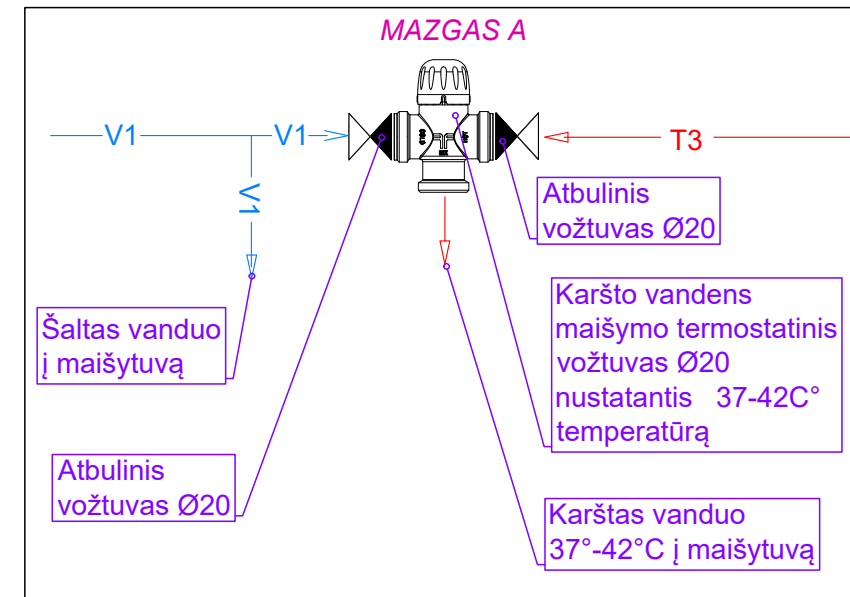 MAZGAS A
V1
V1
T3
V1
Atbulinis
vožtuvas Ø20
Šaltas vanduo
į maišytuvą
Karšto vandens
maišymo termostatinis
vožtuvas Ø20
nustatantis 37-42C°
temperatūrą
Atbulinis
vožtuvas Ø20
Karštas vanduo
37°-42°C į maišytuvą